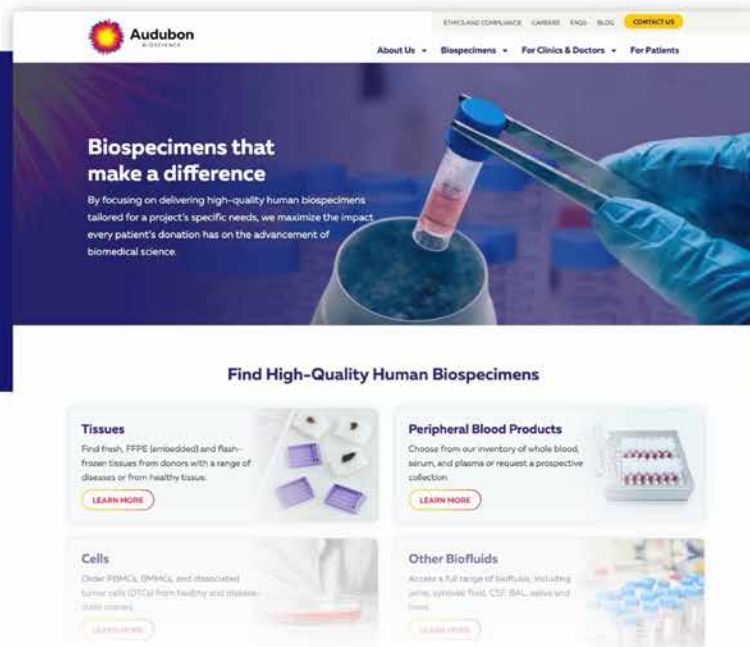 ETHICS AND COMPLIANCE CAREERS FAQS BLOG CONTACT US
Audubon
BIOSCIENCE
About Us Biospecimens For Clinics & Doctors For Patients
Biospecimens that
make a difference
By focusing on delivering high-quality human biospecimens
tailored for a project's specific needs, we maximize the impact
every patient's donation has on the advancement of
biomedical science.
Find High-Quality Human Biospecimens
Tissues
Find fresh, FFPE (embedded) and flash-
frozen tissues from donors with a range of
diseases or from healthy tissue.
LEARN MORE
Peripheral Blood Products
Choose from our inventory of whole blood,
serum, and plasma or request a prospective
collection.
LEARN MORE
Cells
Order PBMCs, BMMCs, and dissociated
tumor cells (DTCs) from healthy and disease-
state donors.
LEARN MORE
Other Biofluids
Access a full range of biofluids, including
urine, synovial fluid, CSF, BAL, saliva and
more.
LEARN MORE